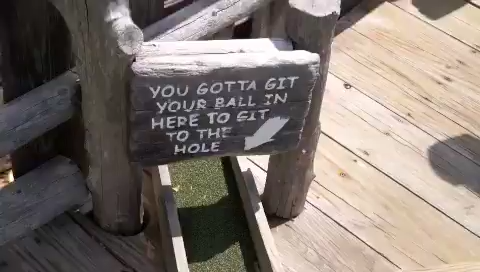 YOU GOTTA GIT
YOUR BALL IN
HERE TO GIT
TO THE
HOLE